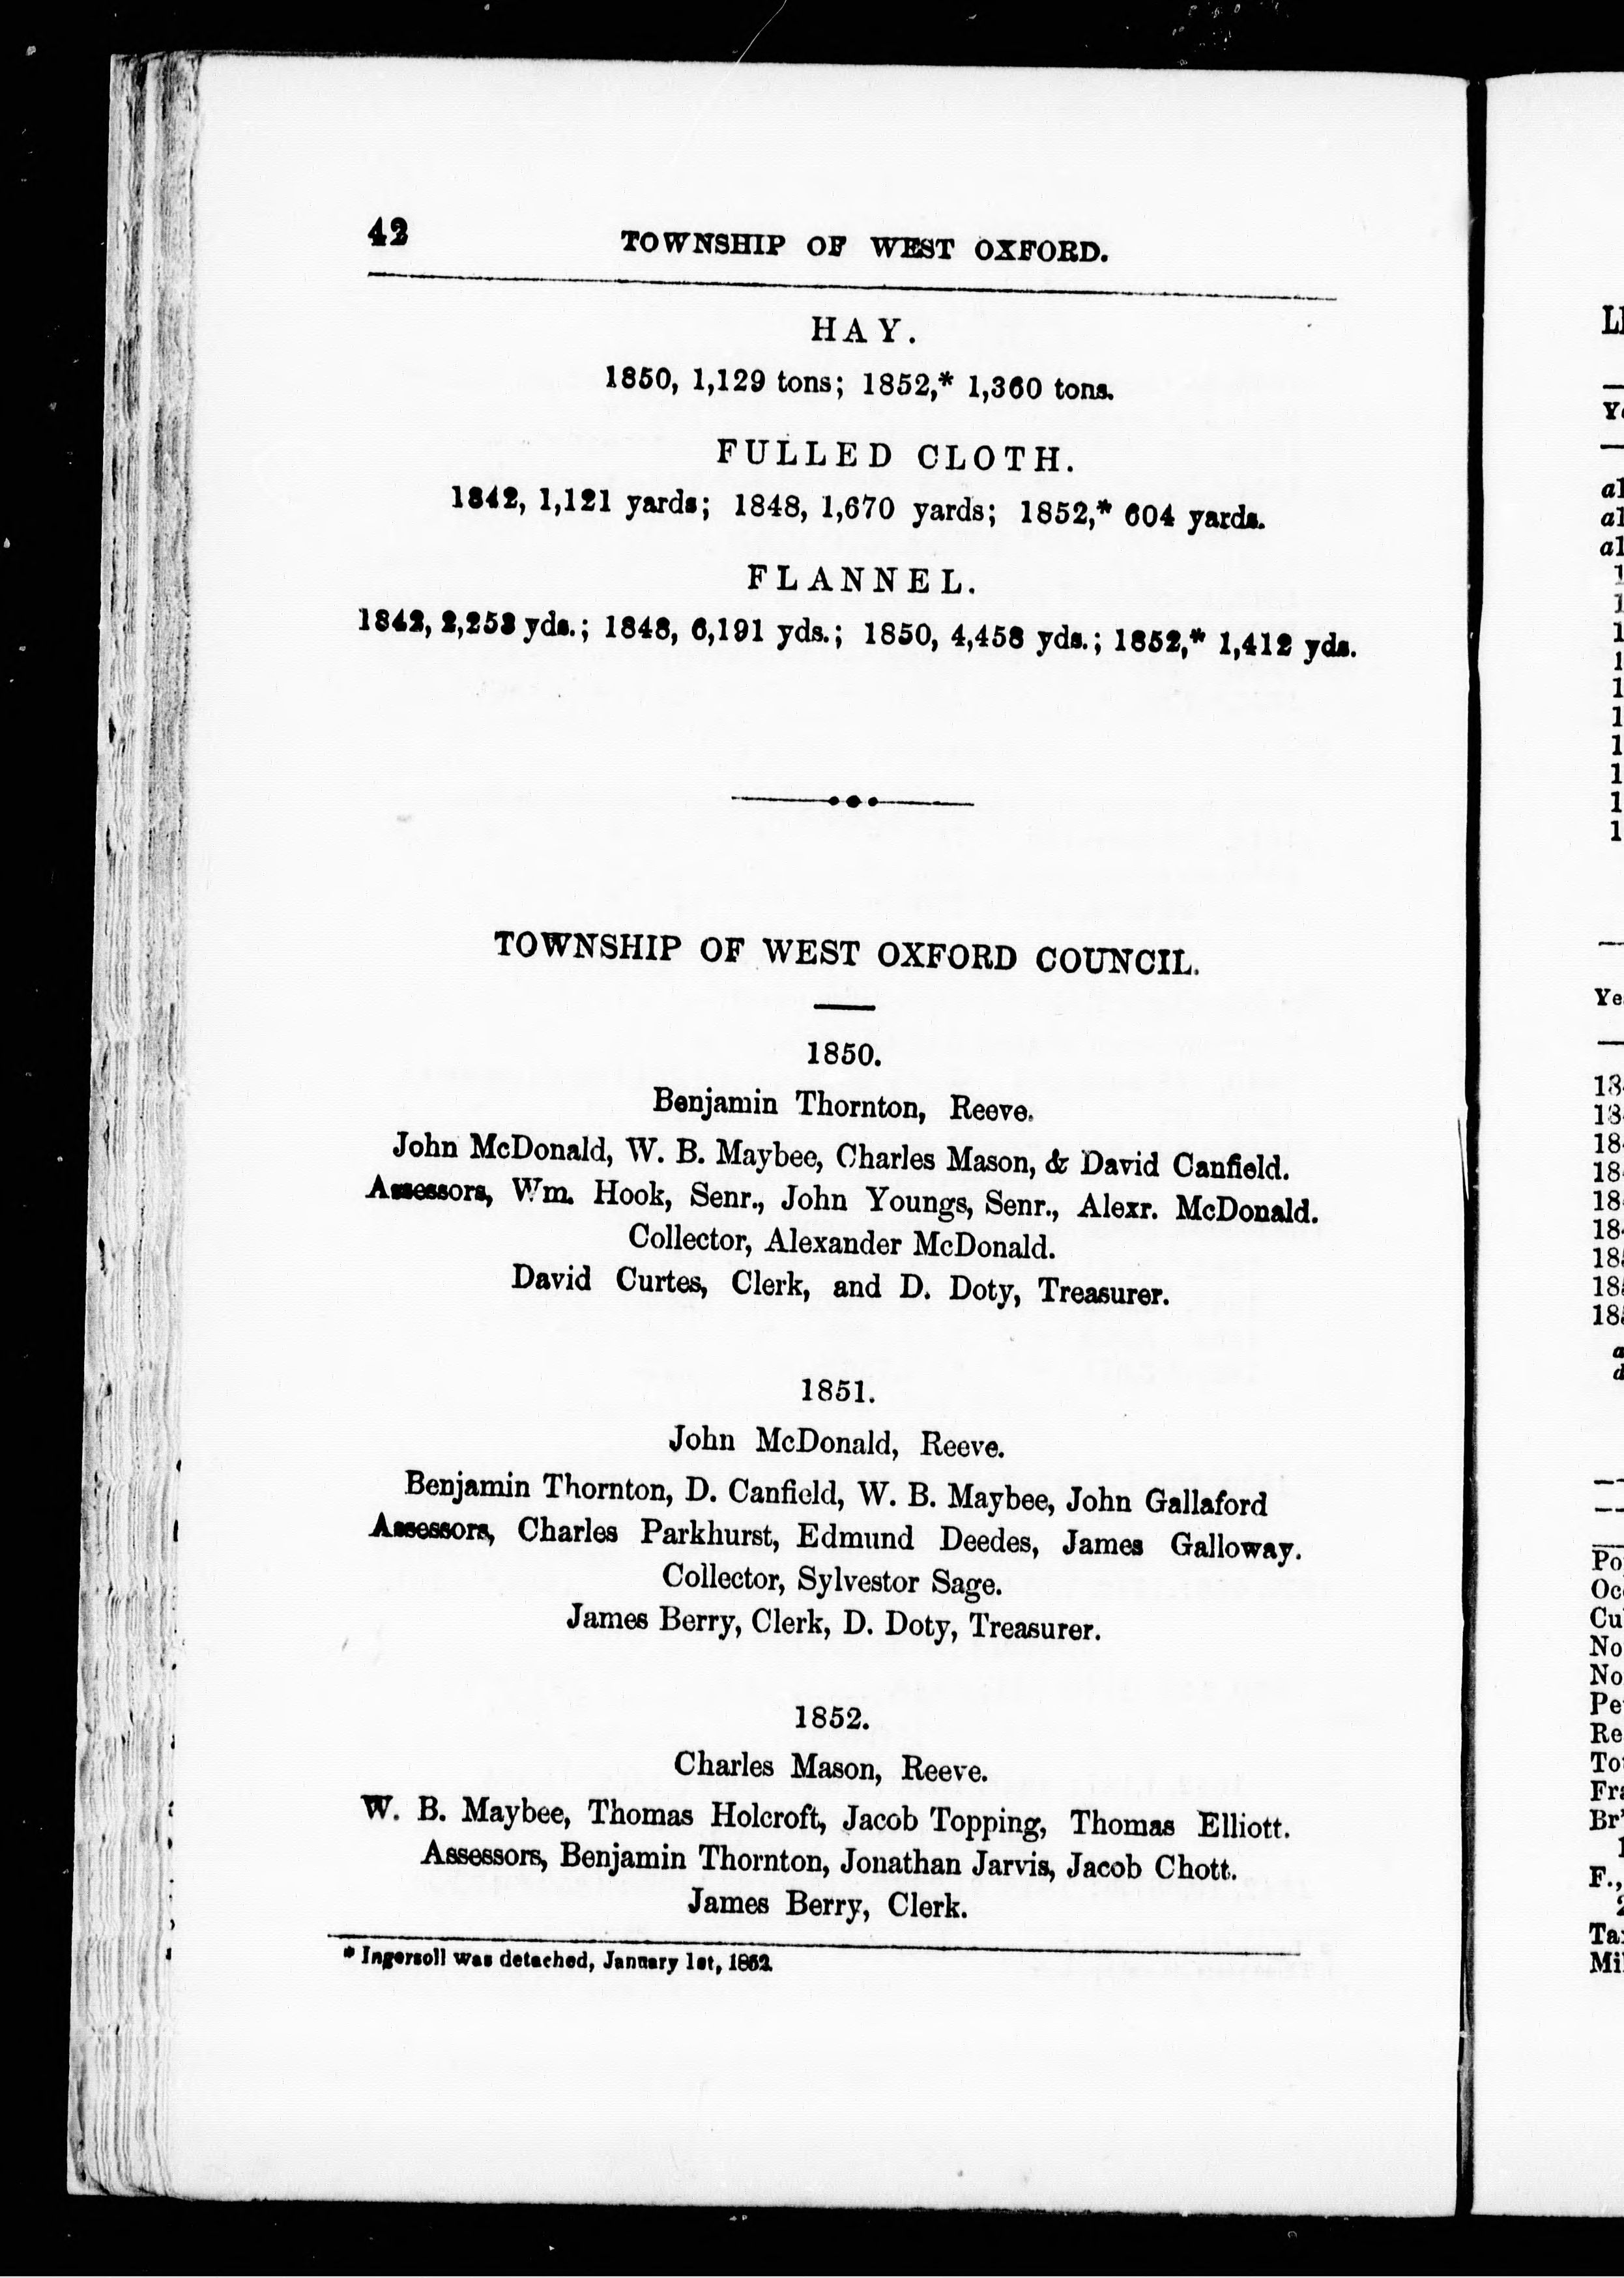 42 TOWNSHIP OF WEST OXFORD.
HAY.
1850, 1,129 tons; 1852,* 1,360 tons.
FULLED CLOTH.
1842, 1,121 yards; 1848, 1,670 yards; 1852,* 604 yards.
FLANNEL.
1842, 2,253 yds.; 1848, 6,191 yds.; 1850, 4,458 yds.; 1852,* 1,412 yds.
TOWNSHIP OF WEST OXFORD COUNCIL.
1850.
Benjamin Thornton, Reeve.
John McDonald, W. B. Maybee, Charles Mason, & David Canfield.
Assessors, Wm. Hook, Senr., John Youngs, Senr., Alexr. McDonald.
Collector, Alexander McDonald.
David Curtes, Clerk, and D. Doty, Treasurer.
1851.
John McDonald, Reeve.
Benjamin Thornton, D. Canfield, W. B. Maybee, John Gallaford
Assessors, Charles Parkhurst, Edmund Deedes, James Galloway.
Collector, Sylvestor Sage.
James Berry, Clerk, D. Doty, Treasurer.
1852.
Charles Mason, Reeve.
W. B. Maybee, Thomas Holcroft, Jacob Topping, Thomas Elliott.
Assessors, Benjamin Thornton, Jonathan Jarvis, Jacob Chott.
James Berry, Clerk.
* Ingersoll was detached, January 1st, 1852.